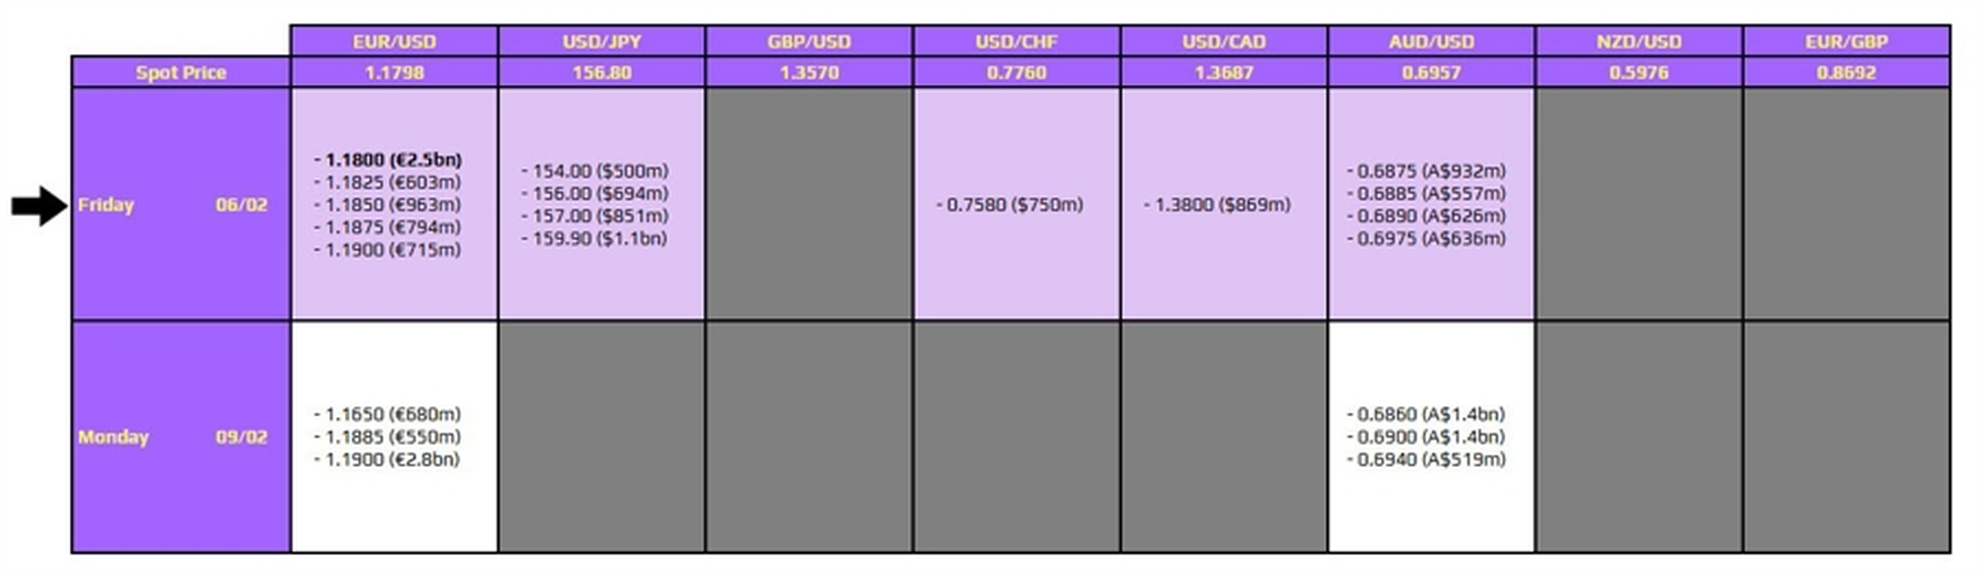 EUR/USD USD/JPY GBP/USD USD/CHF USD/CAD AUD/USD NZD/USD EUR/GBP
Spot Price 1.1798 156.80 1.3570 0.7760 1.3687 0.6957 0.5976 0.8692
Friday 06/02
- 1.1800 (€2.5bn)
- 1.1825 (€603m)
- 1.1850 (€963m)
- 1.1875 (€794m)
- 1.1900 (€715m)
- 154.00 ($500m)
- 156.00 ($694m)
- 157.00 ($851m)
- 159.90 ($1.1bn)
- 0.7580 ($750m)
- 1.3800 ($869m)
- 0.6875 (A$932m)
- 0.6885 (A$557m)
- 0.6890 (A$626m)
- 0.6975 (A$636m)
Monday 09/02
- 1.1650 (€680m)
- 1.1885 (€550m)
- 1.1900 (€2.8bn)
- 0.6860 (A$1.4bn)
- 0.6900 (A$1.4bn)
- 0.6940 (A$519m)